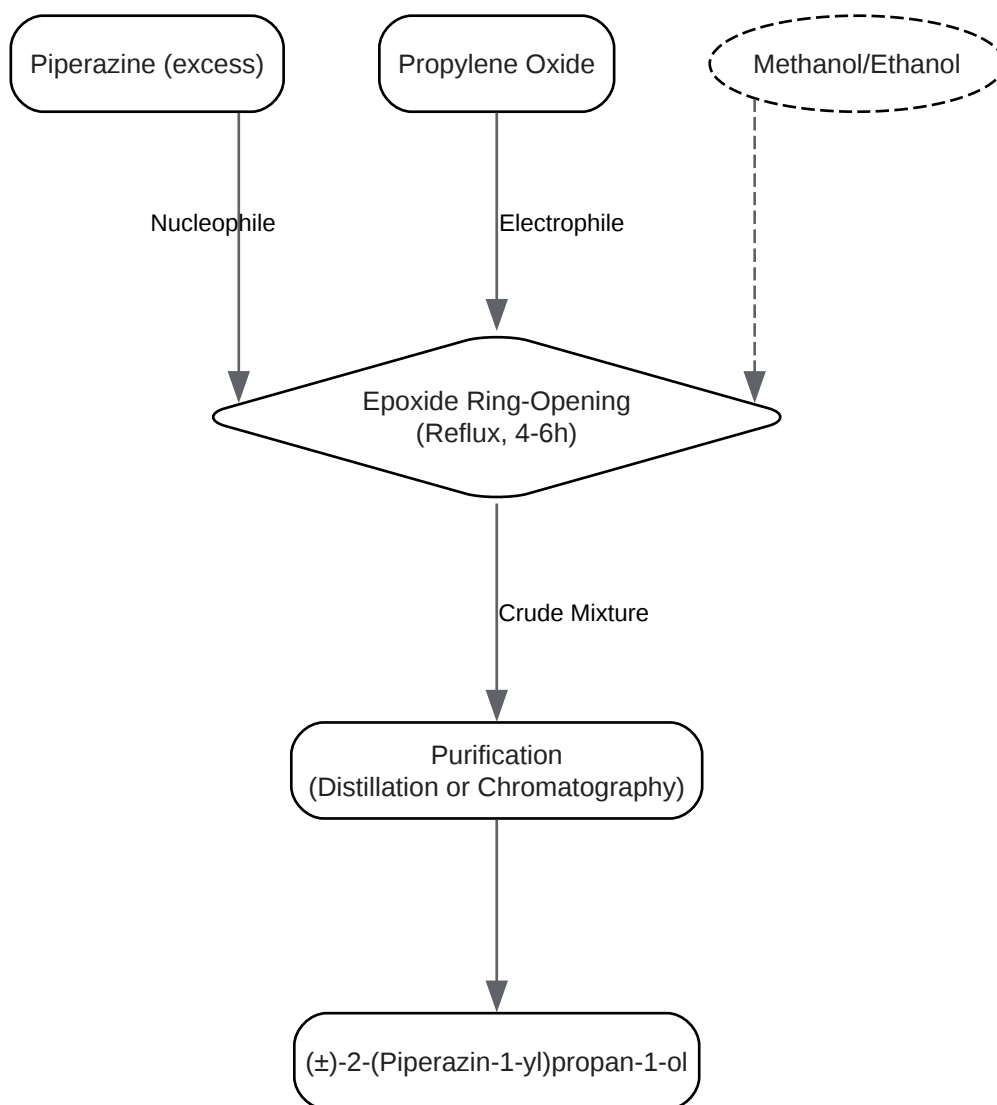 Piperazine (excess)
Propylene Oxide
Methanol/Ethanol
Nucleophile
Electrophile
Epoxide Ring-Opening
(Reflux, 4-6h)
Crude Mixture
Purification
(Distillation or Chromatography)
(±)-2-(Piperazin-1-yl)propan-1-ol